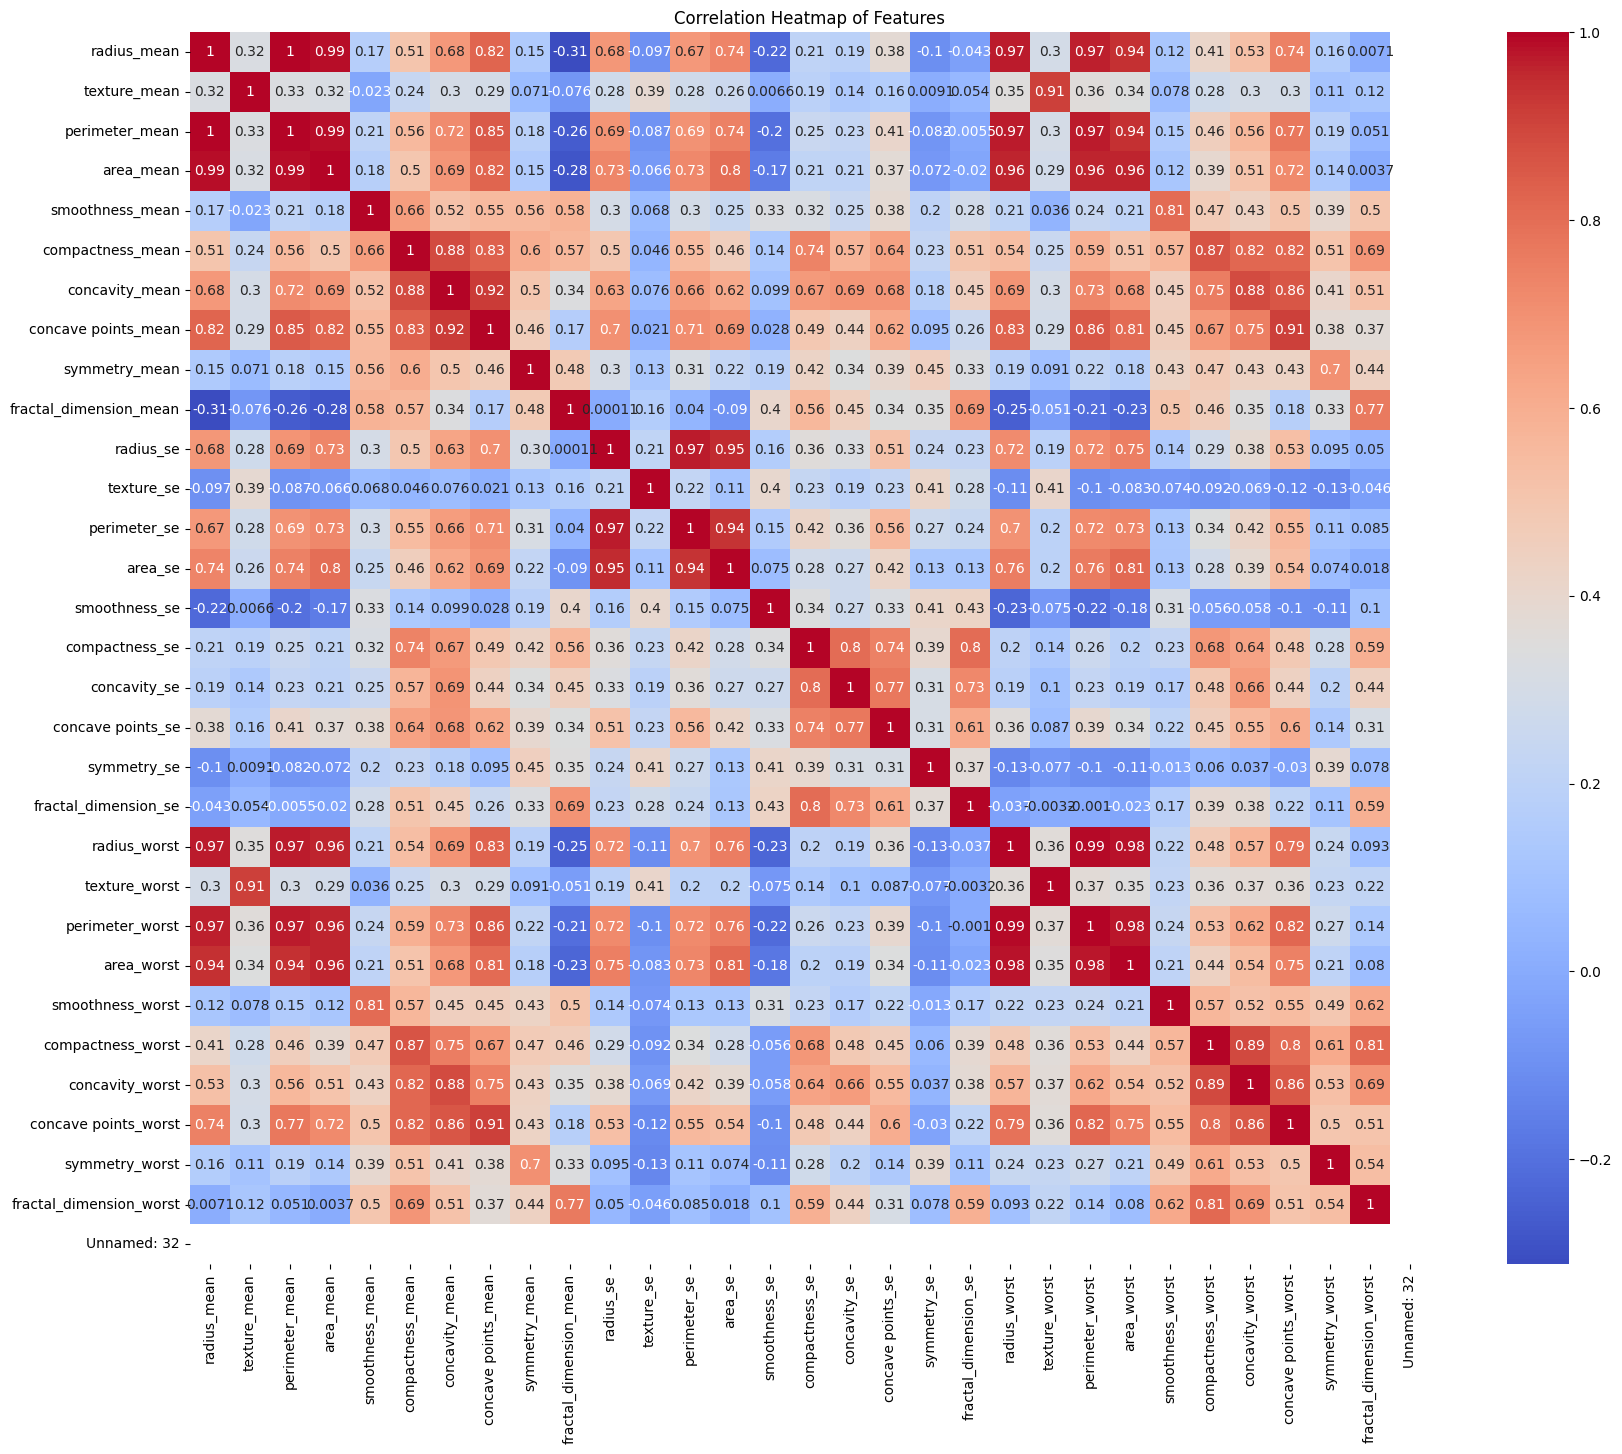 Correlation Heatmap of Features
radius_mean 1 0.32 1 0.99 0.17 0.51 0.68 0.82 0.15 -0.31 0.68 -0.097 0.67 0.74 -0.22 0.21 0.19 0.38 -0.1 -0.043 0.97 0.3 0.97 0.94 0.12 0.41 0.53 0.74 0.16 0.0071
texture_mean 0.32 1 0.33 0.32 -0.023 0.24 0.3 0.29 0.071 -0.076 0.28 0.39 0.28 0.26 0.0066 0.19 0.14 0.16 0.0091 0.054 0.35 0.91 0.36 0.34 0.078 0.28 0.3 0.3 0.11 0.12
perimeter_mean 1 0.33 1 0.99 0.21 0.56 0.72 0.85 0.18 -0.26 0.69 -0.087 0.69 0.74 -0.2 0.25 0.23 0.41 -0.082 -0.0055 0.97 0.3 0.97 0.94 0.15 0.46 0.56 0.77 0.19 0.051
area_mean 0.99 0.32 0.99 1 0.18 0.5 0.69 0.82 0.15 -0.28 0.73 -0.066 0.73 0.8 -0.17 0.21 0.21 0.37 -0.072 -0.02 0.96 0.29 0.96 0.96 0.12 0.39 0.51 0.72 0.14 0.0037
smoothness_mean 0.17 -0.023 0.21 0.18 1 0.66 0.52 0.55 0.56 0.58 0.3 0.068 0.3 0.25 0.33 0.32 0.25 0.38 0.2 0.28 0.21 0.036 0.24 0.21 0.81 0.47 0.43 0.5 0.39 0.5
compactness_mean 0.51 0.24 0.56 0.5 0.66 1 0.88 0.83 0.6 0.57 0.5 0.046 0.55 0.46 0.14 0.74 0.57 0.64 0.23 0.51 0.54 0.25 0.59 0.51 0.57 0.87 0.82 0.82 0.51 0.69
concavity_mean 0.68 0.3 0.72 0.69 0.52 0.88 1 0.92 0.5 0.34 0.63 0.076 0.66 0.62 0.099 0.67 0.69 0.68 0.18 0.45 0.69 0.3 0.73 0.68 0.45 0.75 0.88 0.86 0.41 0.51
concave points_mean 0.82 0.29 0.85 0.82 0.55 0.83 0.92 1 0.46 0.17 0.7 0.021 0.71 0.69 0.028 0.49 0.44 0.62 0.095 0.26 0.83 0.29 0.86 0.81 0.45 0.67 0.75 0.91 0.38 0.37
symmetry_mean 0.15 0.071 0.18 0.15 0.56 0.6 0.5 0.46 1 0.48 0.3 0.13 0.31 0.22 0.19 0.42 0.34 0.39 0.45 0.33 0.19 0.091 0.22 0.18 0.43 0.47 0.43 0.43 0.7 0.44
fractal_dimension_mean -0.31 -0.076 -0.26 -0.28 0.58 0.57 0.34 0.17 0.48 1 0.00011 0.16 0.04 -0.09 0.4 0.56 0.45 0.34 0.35 0.69 -0.25 -0.051 -0.21 -0.23 0.5 0.46 0.35 0.18 0.33 0.77
radius_se 0.68 0.28 0.69 0.73 0.3 0.5 0.63 0.7 0.3 0.00011 1 0.21 0.97 0.95 0.16 0.36 0.33 0.51 0.24 0.23 0.72 0.19 0.72 0.75 0.14 0.29 0.38 0.53 0.095 0.05
texture_se -0.097 0.39 -0.087 -0.066 0.068 0.046 0.076 0.021 0.13 0.16 0.21 1 0.22 0.11 0.4 0.23 0.19 0.23 0.41 0.28 -0.11 0.41 -0.1 -0.083 -0.074 -0.092 -0.069 -0.12 -0.13 -0.046
perimeter_se 0.67 0.28 0.69 0.73 0.3 0.55 0.66 0.71 0.31 0.04 0.97 0.22 1 0.94 0.15 0.42 0.36 0.56 0.27 0.24 0.7 0.2 0.72 0.73 0.13 0.34 0.42 0.55 0.11 0.085
area_se 0.74 0.26 0.74 0.8 0.25 0.46 0.62 0.69 0.22 -0.09 0.95 0.11 0.94 1 0.075 0.28 0.27 0.42 0.13 0.13 0.76 0.2 0.76 0.81 0.13 0.28 0.39 0.54 0.074 0.018
smoothness_se -0.22 0.0066 -0.2 -0.17 0.33 0.14 0.099 0.028 0.19 0.4 0.16 0.4 0.15 0.075 1 0.34 0.27 0.33 0.41 0.43 -0.23 -0.075 -0.22 -0.18 0.31 -0.056 -0.058 -0.1 -0.11 0.1
compactness_se 0.21 0.19 0.25 0.21 0.32 0.74 0.67 0.49 0.42 0.56 0.36 0.23 0.42 0.28 0.34 1 0.8 0.74 0.39 0.8 0.2 0.14 0.26 0.2 0.23 0.68 0.64 0.48 0.28 0.59
concavity_se 0.19 0.14 0.23 0.21 0.25 0.57 0.69 0.44 0.34 0.45 0.33 0.19 0.36 0.27 0.27 0.8 1 0.77 0.31 0.73 0.19 0.1 0.23 0.19 0.17 0.48 0.66 0.44 0.2 0.44
concave points_se 0.38 0.16 0.41 0.37 0.38 0.64 0.68 0.62 0.39 0.34 0.51 0.23 0.56 0.42 0.33 0.74 0.77 1 0.31 0.61 0.36 0.087 0.39 0.34 0.22 0.45 0.55 0.6 0.14 0.31
symmetry_se -0.1 0.0091 -0.082 -0.072 0.2 0.23 0.18 0.095 0.45 0.35 0.24 0.41 0.27 0.13 0.41 0.39 0.31 0.31 1 0.37 -0.13 -0.077 -0.1 -0.11 -0.013 0.06 0.037 -0.03 0.39 0.078
fractal_dimension_se -0.043 0.054 -0.0055 -0.02 0.28 0.51 0.45 0.26 0.33 0.69 0.23 0.28 0.24 0.13 0.43 0.8 0.73 0.61 0.37 1 -0.037 -0.0032 -0.001 -0.023 0.17 0.39 0.38 0.22 0.11 0.59
radius_worst 0.97 0.35 0.97 0.96 0.21 0.54 0.69 0.83 0.19 -0.25 0.72 -0.11 0.7 0.76 -0.23 0.2 0.19 0.36 -0.13 -0.037 1 0.36 0.99 0.98 0.22 0.48 0.57 0.79 0.24 0.093
texture_worst 0.3 0.91 0.3 0.29 0.036 0.25 0.3 0.29 0.091 -0.051 0.19 0.41 0.2 0.2 -0.075 0.14 0.1 0.087 -0.077 -0.0032 0.36 1 0.37 0.35 0.23 0.36 0.37 0.36 0.23 0.22
perimeter_worst 0.97 0.36 0.97 0.96 0.24 0.59 0.73 0.86 0.22 -0.21 0.72 -0.1 0.72 0.76 -0.22 0.26 0.23 0.39 -0.1 -0.001 0.99 0.37 1 0.98 0.24 0.53 0.62 0.82 0.27 0.14
area_worst 0.94 0.34 0.94 0.96 0.21 0.51 0.68 0.81 0.18 -0.23 0.75 -0.083 0.73 0.81 -0.18 0.2 0.19 0.34 -0.11 -0.023 0.98 0.35 0.98 1 0.21 0.44 0.54 0.75 0.21 0.08
smoothness_worst 0.12 0.078 0.15 0.12 0.81 0.57 0.45 0.45 0.43 0.5 0.14 -0.074 0.13 0.13 0.31 0.23 0.17 0.22 -0.013 0.17 0.22 0.23 0.24 0.21 1 0.57 0.52 0.55 0.49 0.62
compactness_worst 0.41 0.28 0.46 0.39 0.47 0.87 0.75 0.67 0.47 0.46 0.29 -0.092 0.34 0.28 -0.056 0.68 0.48 0.45 0.06 0.39 0.48 0.36 0.53 0.44 0.57 1 0.89 0.8 0.61 0.81
concavity_worst 0.53 0.3 0.56 0.51 0.43 0.82 0.88 0.75 0.43 0.35 0.38 -0.069 0.42 0.39 -0.058 0.64 0.66 0.55 0.037 0.38 0.57 0.37 0.62 0.54 0.52 0.89 1 0.86 0.53 0.69
concave points_worst 0.74 0.3 0.77 0.72 0.5 0.82 0.86 0.91 0.43 0.18 0.53 -0.12 0.55 0.54 -0.1 0.48 0.44 0.6 -0.03 0.22 0.79 0.36 0.82 0.75 0.55 0.8 0.86 1 0.5 0.51
symmetry_worst 0.16 0.11 0.19 0.14 0.39 0.51 0.41 0.38 0.7 0.33 0.095 -0.13 0.11 0.074 -0.11 0.28 0.2 0.14 0.39 0.11 0.24 0.23 0.27 0.21 0.49 0.61 0.53 0.5 1 0.54
fractal_dimension_worst 0.0071 0.12 0.051 0.0037 0.5 0.69 0.51 0.37 0.44 0.77 0.05 -0.046 0.085 0.018 0.1 0.59 0.44 0.31 0.078 0.59 0.093 0.22 0.14 0.08 0.62 0.81 0.69 0.51 0.54 1
Unnamed: 32
radius_mean
texture_mean
perimeter_mean
area_mean
smoothness_mean
compactness_mean
concavity_mean
concave points_mean
symmetry_mean
fractal_dimension_mean
radius_se
texture_se
perimeter_se
area_se
smoothness_se
compactness_se
concavity_se
concave points_se
symmetry_se
fractal_dimension_se
radius_worst
texture_worst
perimeter_worst
area_worst
smoothness_worst
compactness_worst
concavity_worst
concave points_worst
symmetry_worst
fractal_dimension_worst
Unnamed: 32
1.0
0.8
0.6
0.4
0.2
0.0
−0.2